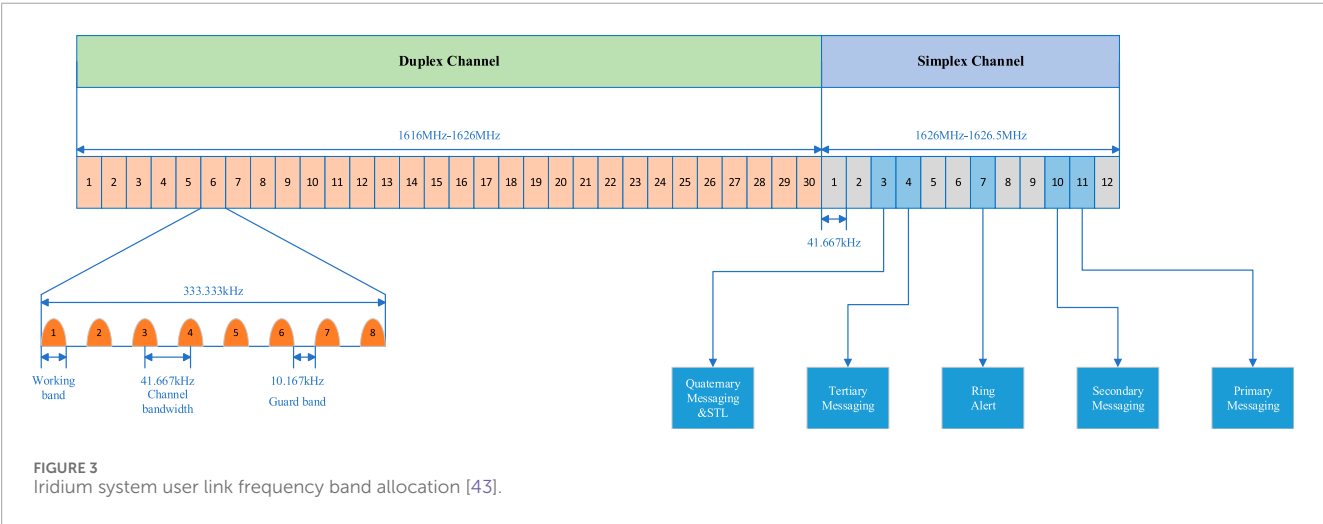 Duplex Channel Simplex Channel
1616MHz-1626MHz 1626MHz-1626.5MHz
1 2 3 4 5 6 7 8 9 10 11 12 13 14 15 16 17 18 19 20 21 22 23 24 25 26 27 28 29 30 1 2 3 4 5 6 7 8 9 10 11 12
41.667kHz
333.333kHz
1 2 3 4 5 6 7 8
Working
band
41.667kHz
Channel
bandwidth
10.167kHz
Guard band
Quaternary
Messaging
&STL
Tertiary
Messaging
Ring
Alert
Secondary
Messaging
Primary
Messaging
FIGURE 3
Iridium system user link frequency band allocation [43].